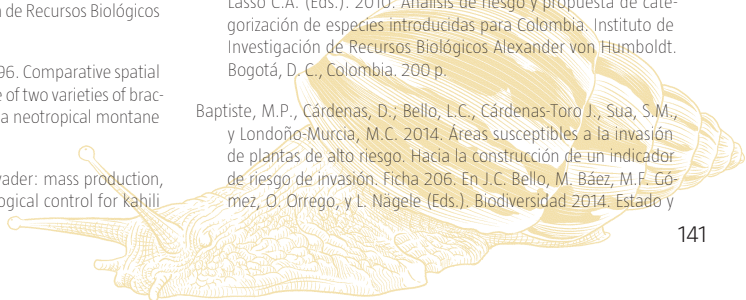 n de Recursos Biológicos
96. Comparative spatial
e of two varieties of brac-
a neotropical montane
vader: mass production,
logical control for kahili
Lasso C.A. (Eds.). 2010. Análisis de riesgo y propuesta de cate-
gorización de especies introducidas para Colombia. Instituto de
Investigación de Recursos Biológicos Alexander von Humboldt.
Bogotá, D. C., Colombia. 200 p.
Baptiste, M.P., Cárdenas, D.; Bello, L.C., Cárdenas-Toro J., Sua, S.M.,
y Londoño-Murcia, M.C. 2014. Áreas susceptibles a la invasión
de plantas de alto riesgo. Hacia la construcción de un indicador
de riesgo de invasión. Ficha 206. En J.C. Bello, M. Báez, M.F. Gó-
mez, O. Orrego, y L. Nägele (Eds.). Biodiversidad 2014. Estado y
141